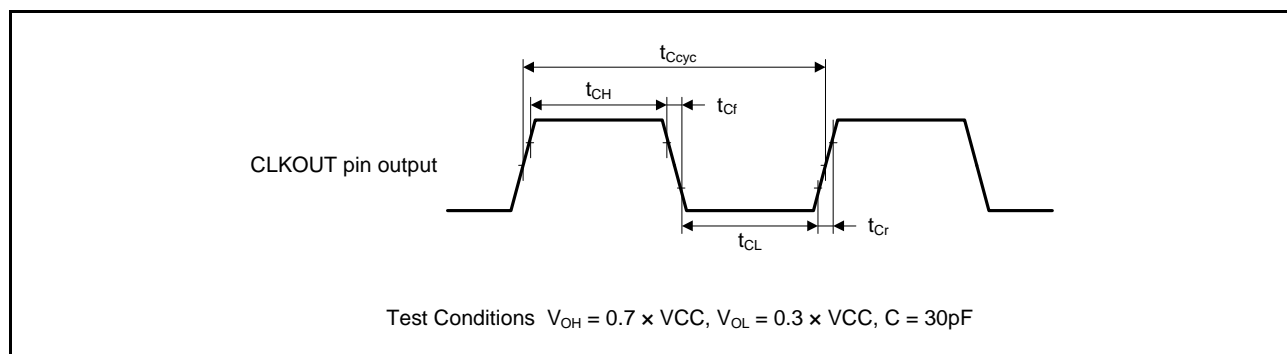 tCcyc
tCH
tCf
CLKOUT pin output
tCL
tCr
Test Conditions VOH = 0.7 × VCC, VOL = 0.3 × VCC, C = 30pF